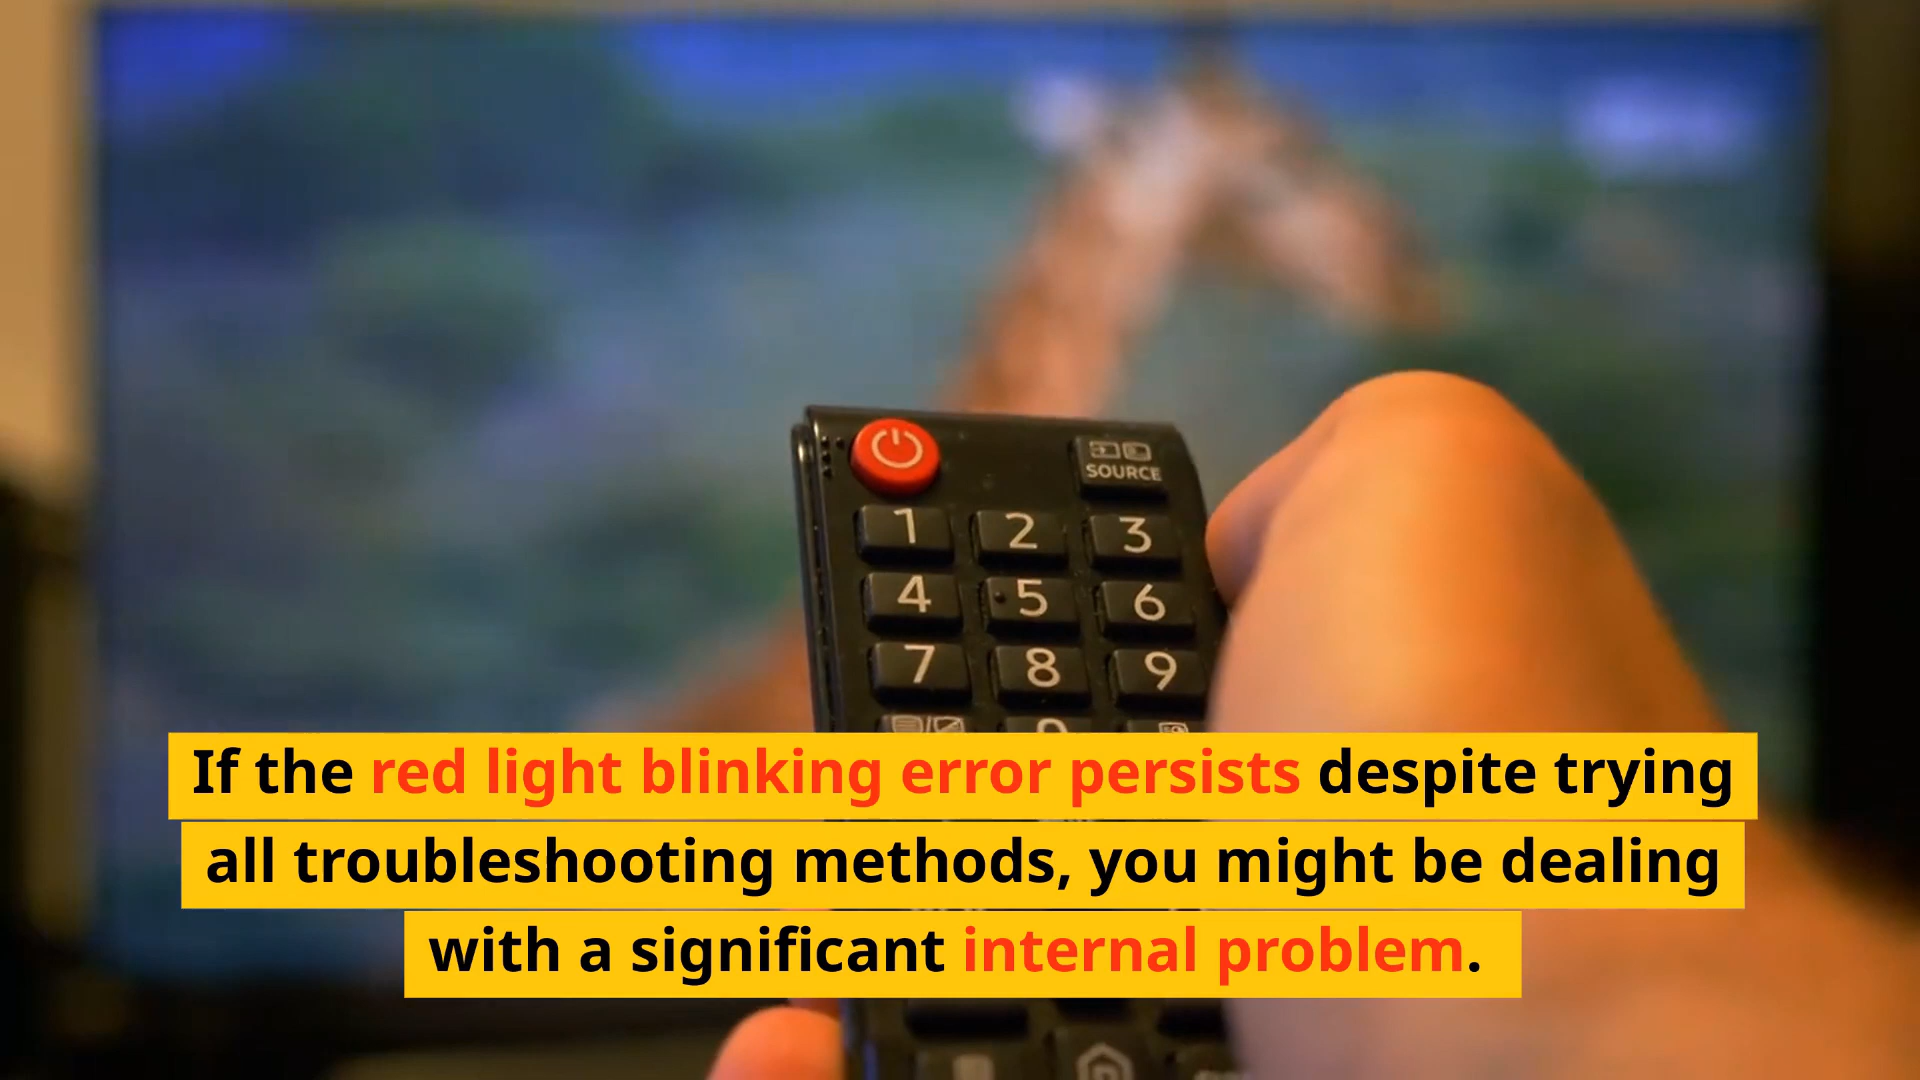 SOURCE
1 2 3
4 5 6
7 8 9
0
If the red light blinking error persists despite trying
all troubleshooting methods, you might be dealing
with a significant internal problem.